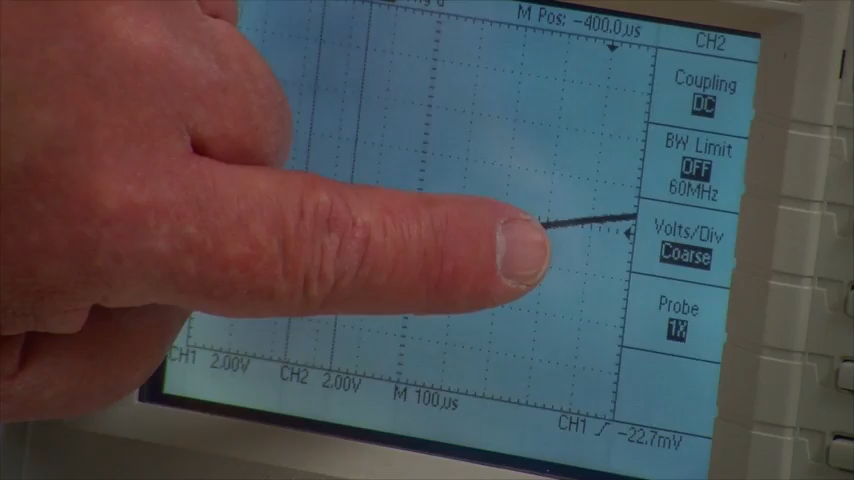 M Pos: -400.0µs
CH2
Coupling
DC
BW Limit
OFF
60MHz
Volts/Div
Coarse
Probe
1X
CH1 2.00V
CH2 2.00V
M 100µs
CH1 -22.7mV